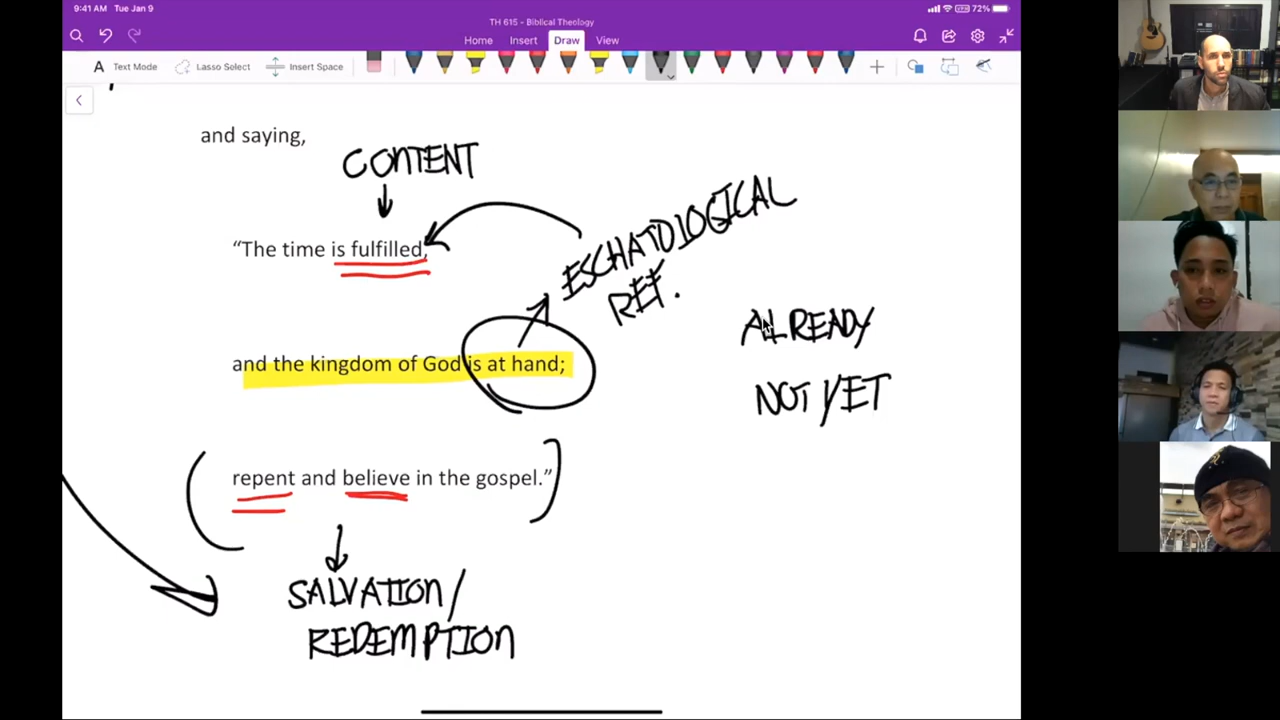 9:41 AM Tue Jan 9
72%
TH 615 - Biblical Theology
Home Insert Draw View
Text Mode Lasso Select Insert Space
and saying,
CONTENT
"The time is fulfilled,
ESCHATOLOGICAL
REF.
ALREADY
and the kingdom of God is at hand;
NOT YET
(repent and believe in the gospel.")
SALVATION/
REDEMPTION